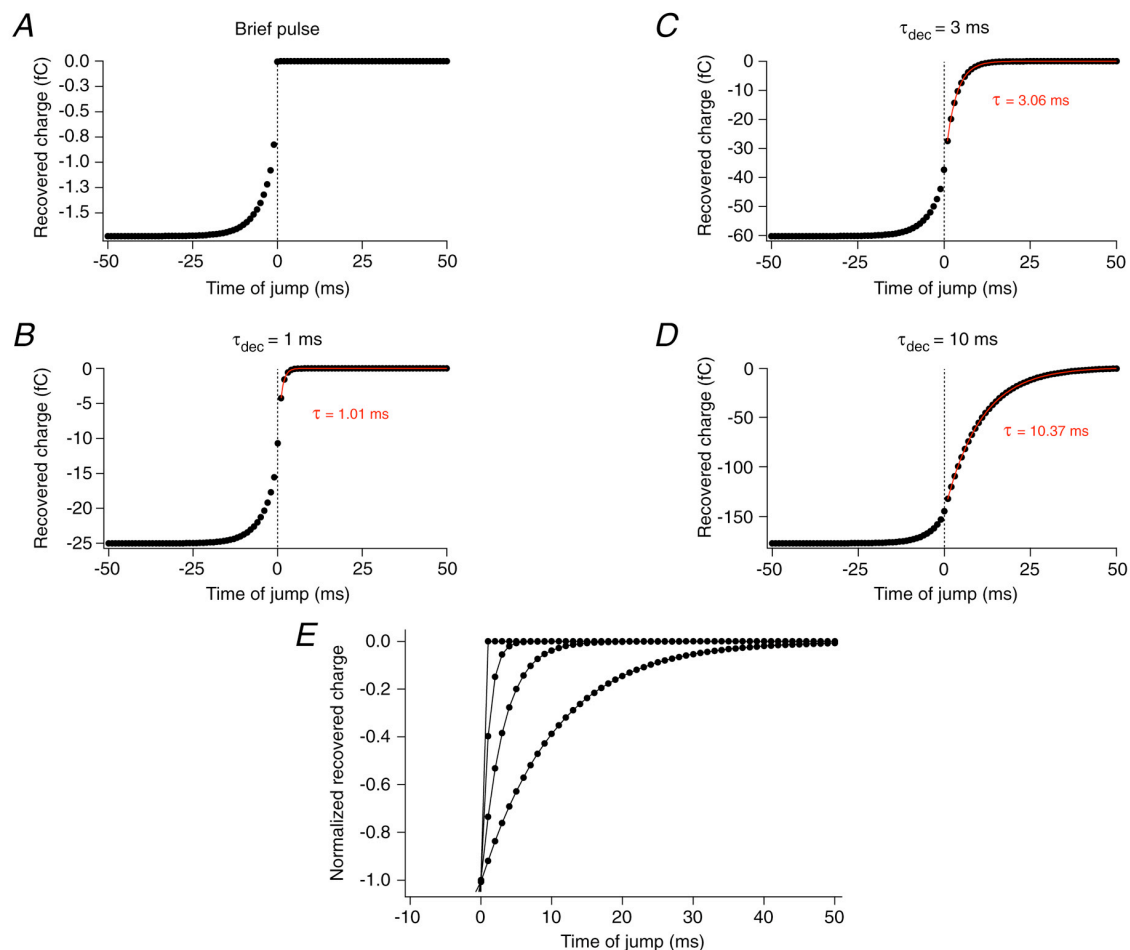 A
Brief pulse
Recovered charge (fC)
0.0
-0.3
-0.5
-0.8
-1.0
-1.3
-1.5
-50
-25
0
25
50
Time of jump (ms)
C
τdec = 3 ms
Recovered charge (fC)
0
-10
-20
-30
-40
-50
-60
τ = 3.06 ms
-50
-25
0
25
50
Time of jump (ms)
B
τdec = 1 ms
Recovered charge (fC)
0
-5
-10
-15
-20
-25
τ = 1.01 ms
-50
-25
0
25
50
Time of jump (ms)
D
τdec = 10 ms
Recovered charge (fC)
0
-50
-100
-150
τ = 10.37 ms
-50
-25
0
25
50
Time of jump (ms)
E
Normalized recovered charge
0.0
-0.2
-0.4
-0.6
-0.8
-1.0
-10
0
10
20
30
40
50
Time of jump (ms)